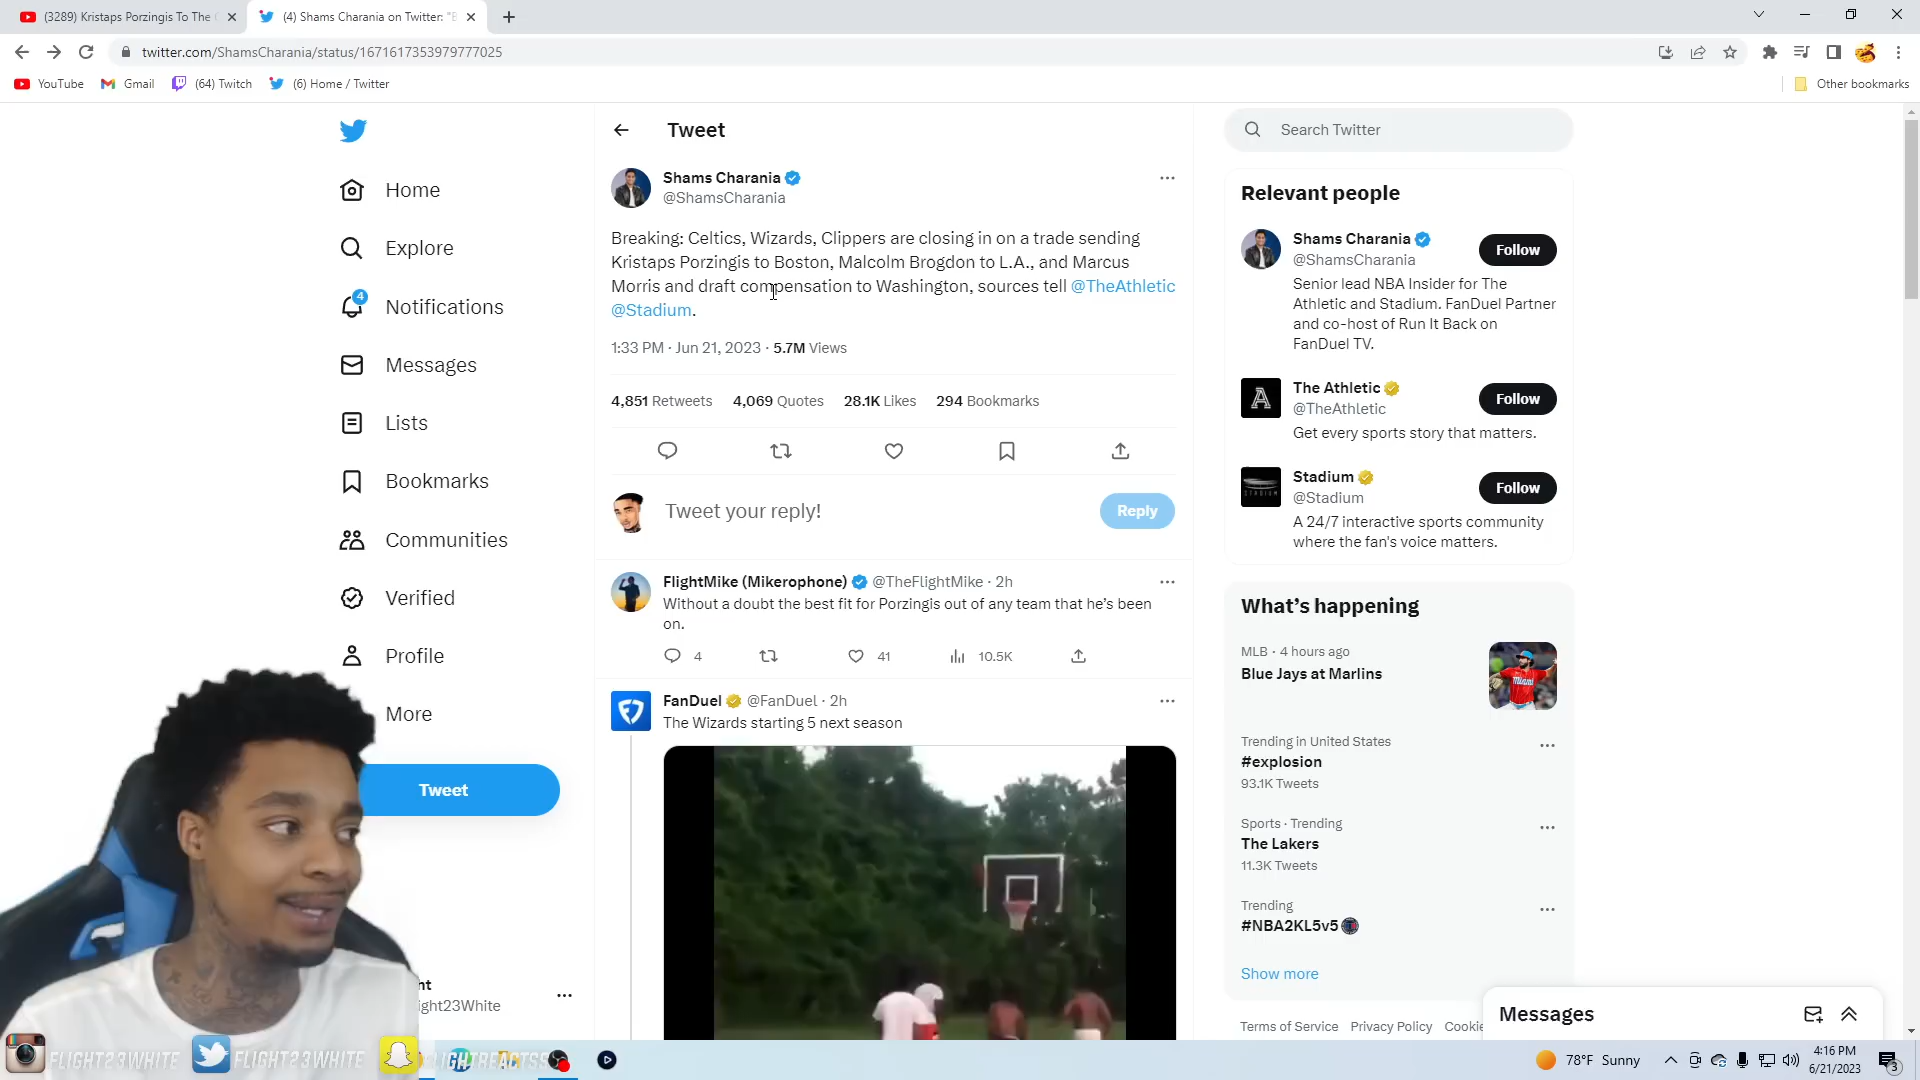 (3289) Kristaps Porzingis To The
(4) Shams Charania on Twitter: "B
twitter.com/ShamsCharania/status/1671617353979777025
YouTube
Gmail
(64) Twitch
(6) Home / Twitter
Other bookmarks
Home
Explore
4
Notifications
Messages
Lists
Bookmarks
Communities
Verified
Profile
More
Tweet
ht
ight23White
Tweet
Shams Charania
@ShamsCharania
Breaking: Celtics, Wizards, Clippers are closing in on a trade sending
Kristaps Porzingis to Boston, Malcolm Brogdon to L.A., and Marcus
Morris and draft compensation to Washington, sources tell @TheAthletic
@Stadium.
1:33 PM · Jun 21, 2023 · 5.7M Views
4,851 Retweets 4,069 Quotes 28.1K Likes 294 Bookmarks
Tweet your reply!
Reply
FlightMike (Mikerophone) @TheFlightMike · 2h
Without a doubt the best fit for Porzingis out of any team that he's been
on.
4
41
10.5K
FanDuel @FanDuel · 2h
The Wizards starting 5 next season
Search Twitter
Relevant people
Shams Charania
@ShamsCharania
Follow
Senior lead NBA Insider for The
Athletic and Stadium. FanDuel Partner
and co-host of Run It Back on
FanDuel TV.
The Athletic
@TheAthletic
Follow
Get every sports story that matters.
Stadium
@Stadium
Follow
A 24/7 interactive sports community
where the fan's voice matters.
What's happening
MLB · 4 hours ago
Blue Jays at Marlins
Trending in United States
#explosion
93.1K Tweets
Sports · Trending
The Lakers
11.3K Tweets
Trending
#NBA2KL5v5
Show more
Terms of Service Privacy Policy Cookie
Messages
FLIGHT23WHITE
FLIGHT23WHITE
78°F Sunny
4:16 PM
6/21/2023
3